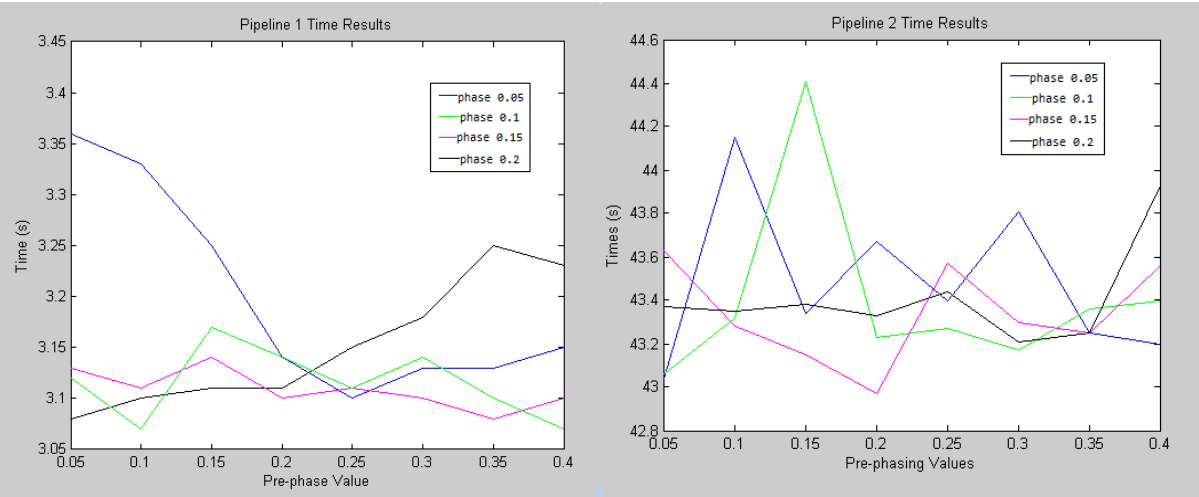 Pipeline 1 Time Results
3.45
3.4
3.35
3.3
3.25
3.2
3.15
3.1
3.05
Time (s)
phase 0.05
phase 0.1
phase 0.15
phase 0.2
0.05 0.1 0.15 0.2 0.25 0.3 0.35 0.4
Pre-phase Value
Pipeline 2 Time Results
44.6
44.4
44.2
44
43.8
43.6
43.4
43.2
43
42.8
Times (s)
phase 0.05
phase 0.1
phase 0.15
phase 0.2
0.05 0.1 0.15 0.2 0.25 0.3 0.35 0.4
Pre-phasing Values